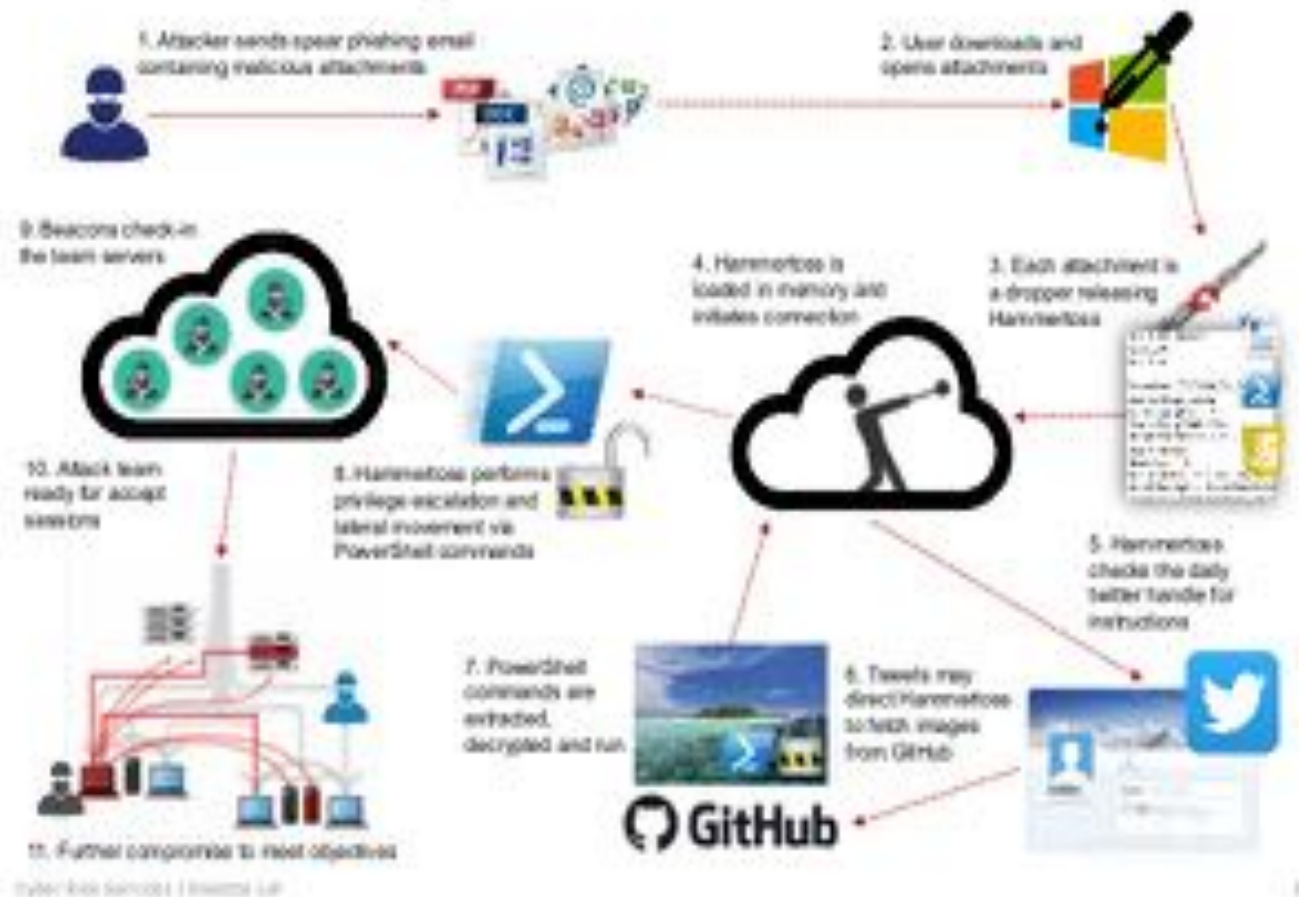 1. Attacker sends spear phishing email
containing malicious attachments
2. User downloads and
opens attachments
PDF
9. Beacons check-in
the team servers
4. Hammertoss is
loaded in memory and
initiates connection
3. Each attachment is
a dropper releasing
Hammertoss
10. Attack team
ready for accept
sessions
8. Hammertoss performs
privilege escalation and
lateral movement via
PowerShell commands
5. Hammertoss
checks the daily
twitter handle for
instructions
7. PowerShell
commands are
extracted,
decrypted and run
6. Tweets may
direct Hammertoss
to fetch images
from GitHub
GitHub
11. Further compromise to meet objectives